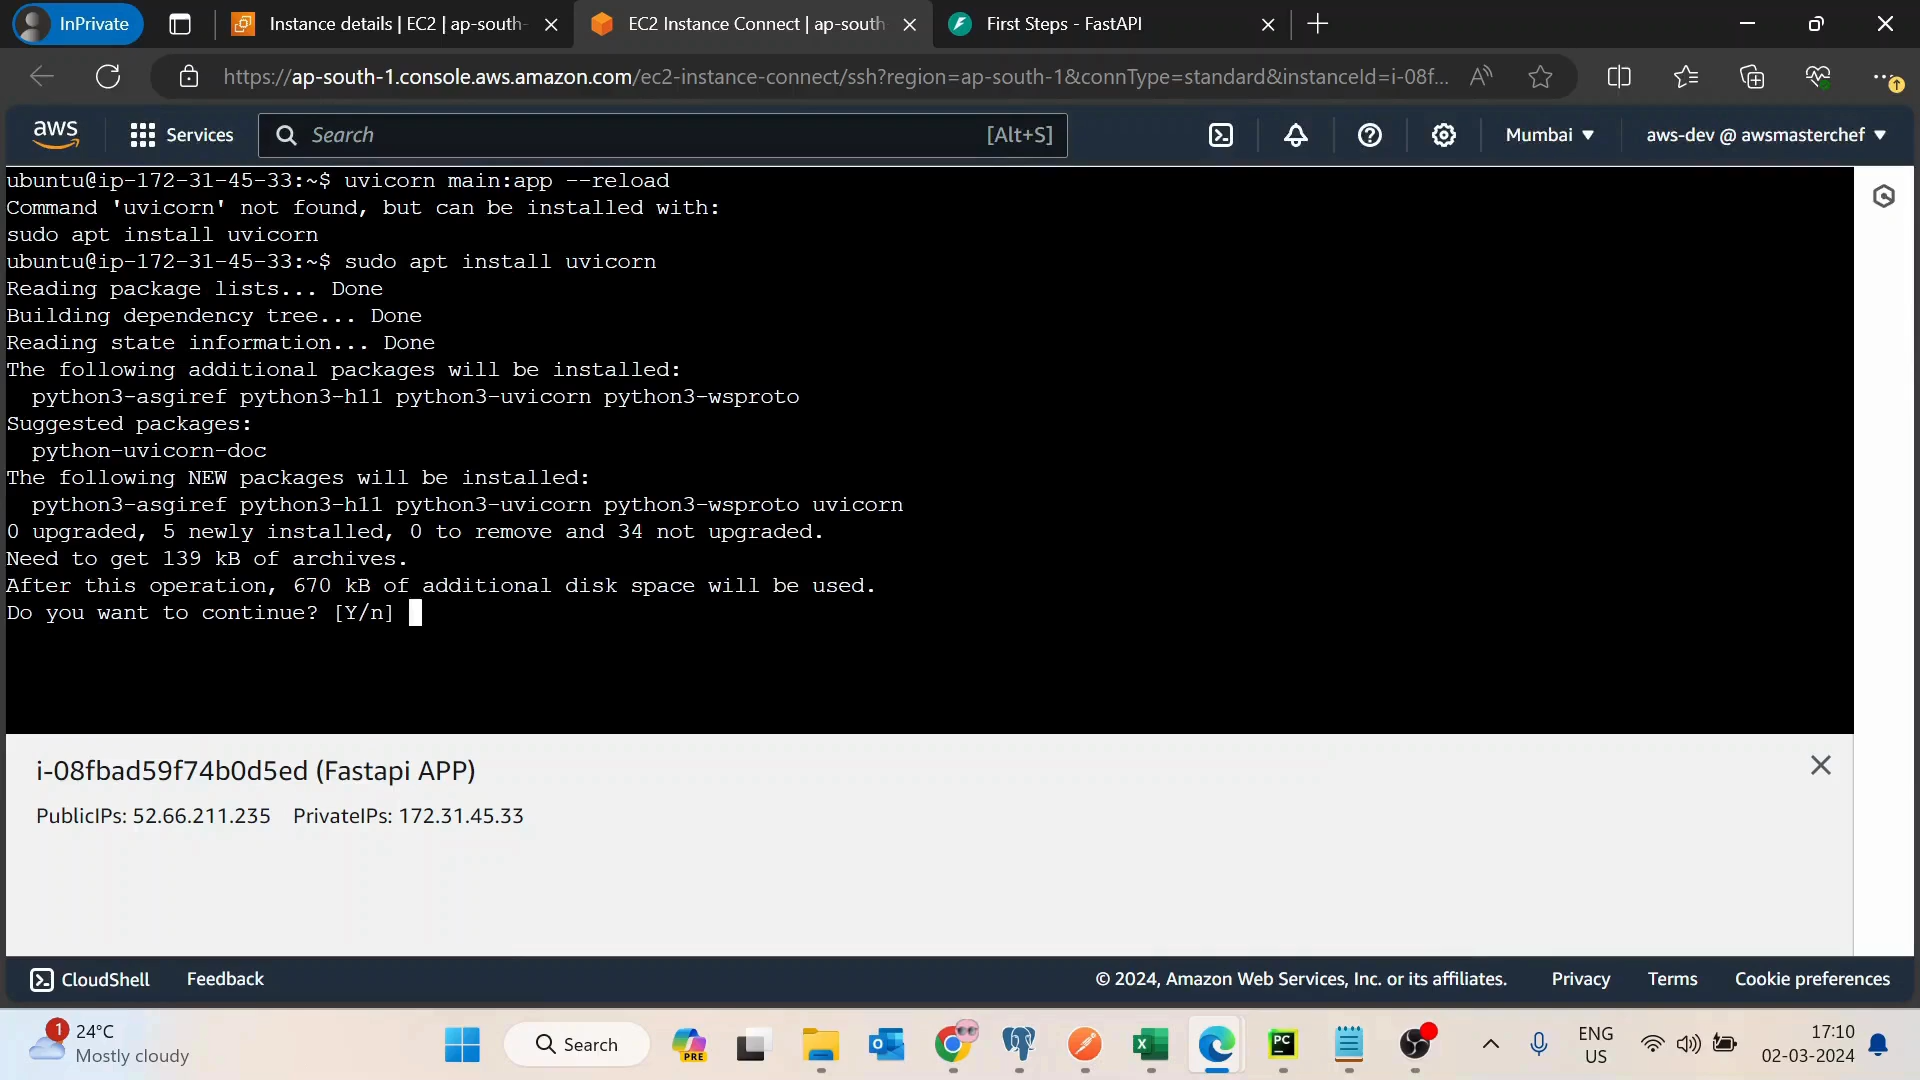 InPrivate
Instance details | EC2 | ap-south-
EC2 Instance Connect | ap-south
First Steps - FastAPI
https://ap-south-1.console.aws.amazon.com/ec2-instance-connect/ssh?region=ap-south-1&connType=standard&instanceId=i-08f...
aws
Services
Search
[Alt+S]
Mumbai
aws-dev @ awsmasterchef
ubuntu@ip-172-31-45-33:~$ uvicorn main:app --reload
Command 'uvicorn' not found, but can be installed with:
sudo apt install uvicorn
ubuntu@ip-172-31-45-33:~$ sudo apt install uvicorn
Reading package lists... Done
Building dependency tree... Done
Reading state information... Done
The following additional packages will be installed:
python3-asgiref python3-h11 python3-uvicorn python3-wsproto
Suggested packages:
python-uvicorn-doc
The following NEW packages will be installed:
python3-asgiref python3-h11 python3-uvicorn python3-wsproto uvicorn
0 upgraded, 5 newly installed, 0 to remove and 34 not upgraded.
Need to get 139 kB of archives.
After this operation, 670 kB of additional disk space will be used.
Do you want to continue? [Y/n]
i-08fbad59f74b0d5ed (Fastapi APP)
PublicIPs: 52.66.211.235 PrivateIPs: 172.31.45.33
CloudShell
Feedback
© 2024, Amazon Web Services, Inc. or its affiliates.
Privacy
Terms
Cookie preferences
1
24°C
Mostly cloudy
Search
PRE
PC
ENG
US
17:10
02-03-2024